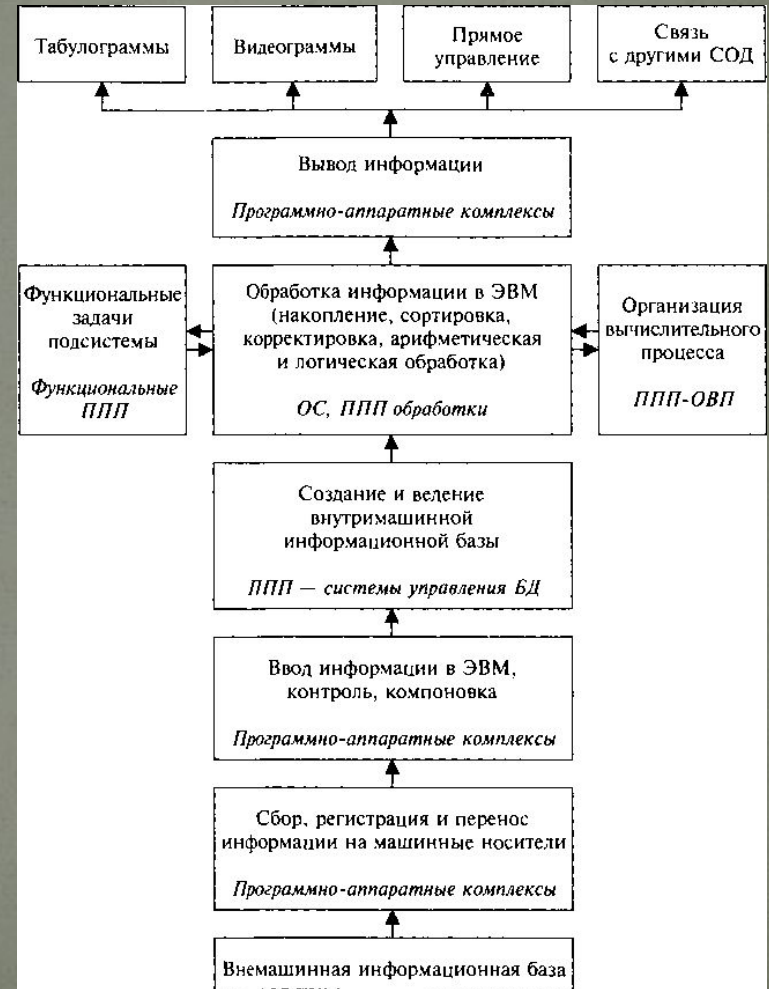 Табулограммы
Видеограммы
Прямое
управление
Связь
с другими СОД
Вывод информации
Программно-аппаратные комплексы
Функциональные
задачи
подсистемы
Функциональные
ППП
Обработка информации в ЭВМ
(накопление, сортировка,
корректировка, арифметическая
и логическая обработка)
ОС, ППП обработки
Организация
вычислительного
процесса
ППП-ОВП
Создание и ведение
внутримашинной
информационной базы
ППП — системы управления БД
Ввод информации в ЭВМ,
контроль, компоновка
Программно-аппаратные комплексы
Сбор, регистрация и перенос
информации на машинные носители
Программно-аппаратные комплексы
Внемашинная информационная база